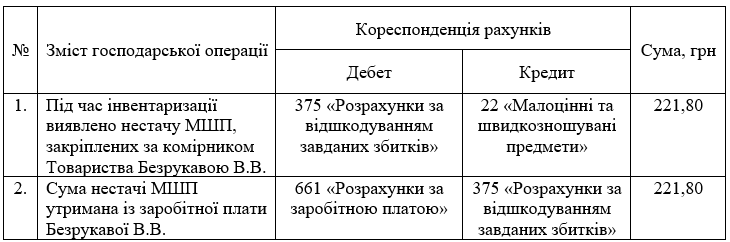 №
Зміст господарської операції
Кореспонденція рахунків
Сума, грн
Дебет
Кредит
1.
Під час інвентаризації
виявлено нестачу МШП,
закріплених за комірником
Товариства Безрукавою В.В.
375 «Розрахунки за
відшкодуванням
завданих збитків»
22 «Малоцінні та
швидкозношувані
предмети»
221,80
2.
Сума нестачі МШП
утримана із заробітної плати
Безрукавої В.В.
661 «Розрахунки за
заробітною платою»
375 «Розрахунки за
відшкодуванням
завданих збитків»
221,80